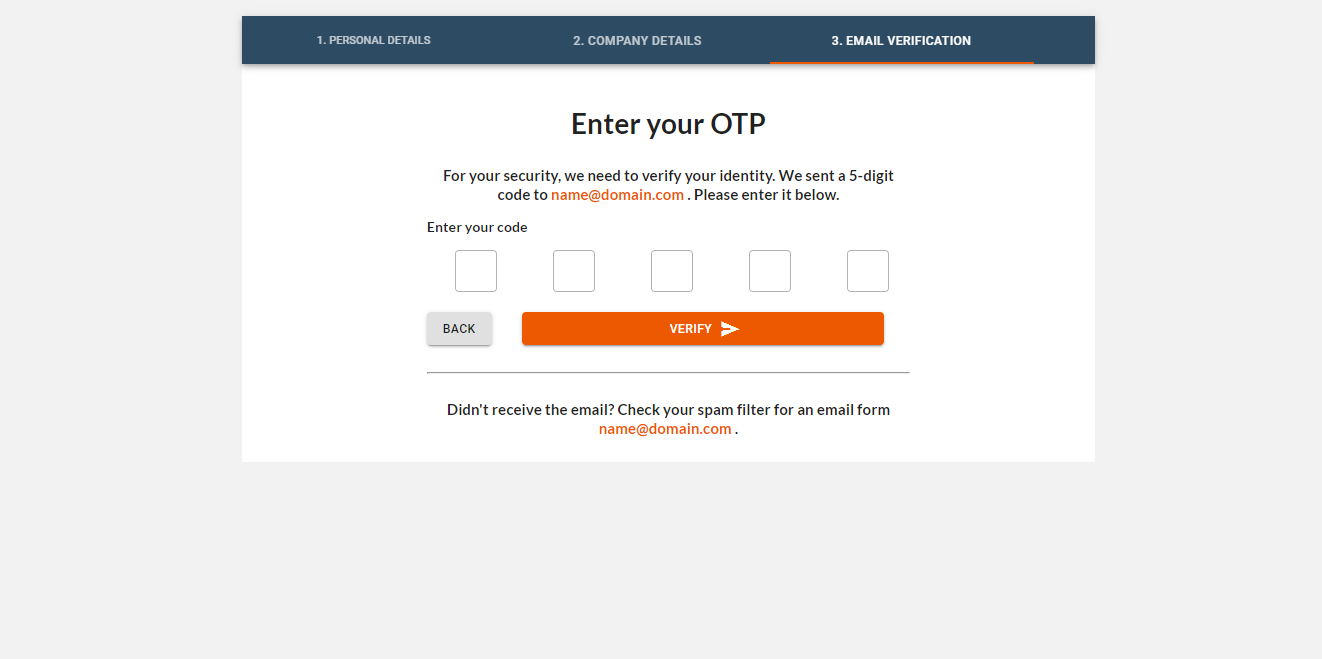 1. PERSONAL DETAILS
2. COMPANY DETAILS
3. EMAIL VERIFICATION
Enter your OTP
For your security, we need to verify your identity. We sent a 5-digit
code to name@domain.com . Please enter it below.
Enter your code
BACK
VERIFY
Didn't receive the email? Check your spam filter for an email form
name@domain.com .